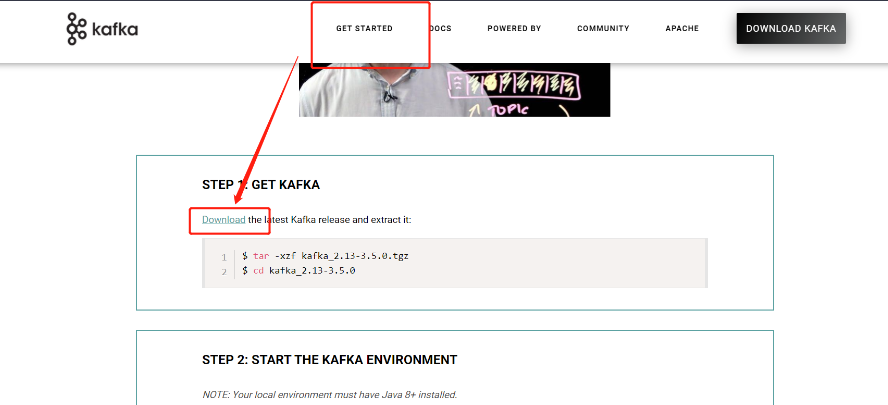 kafka
GET STARTED
DOCS
POWERED BY
COMMUNITY
APACHE
DOWNLOAD KAFKA
TOPIC
STEP 1: GET KAFKA
Download the latest Kafka release and extract it:
1 $ tar -xzf kafka_2.13-3.5.0.tgz
2 $ cd kafka_2.13-3.5.0
STEP 2: START THE KAFKA ENVIRONMENT
NOTE: Your local environment must have Java 8+ installed.